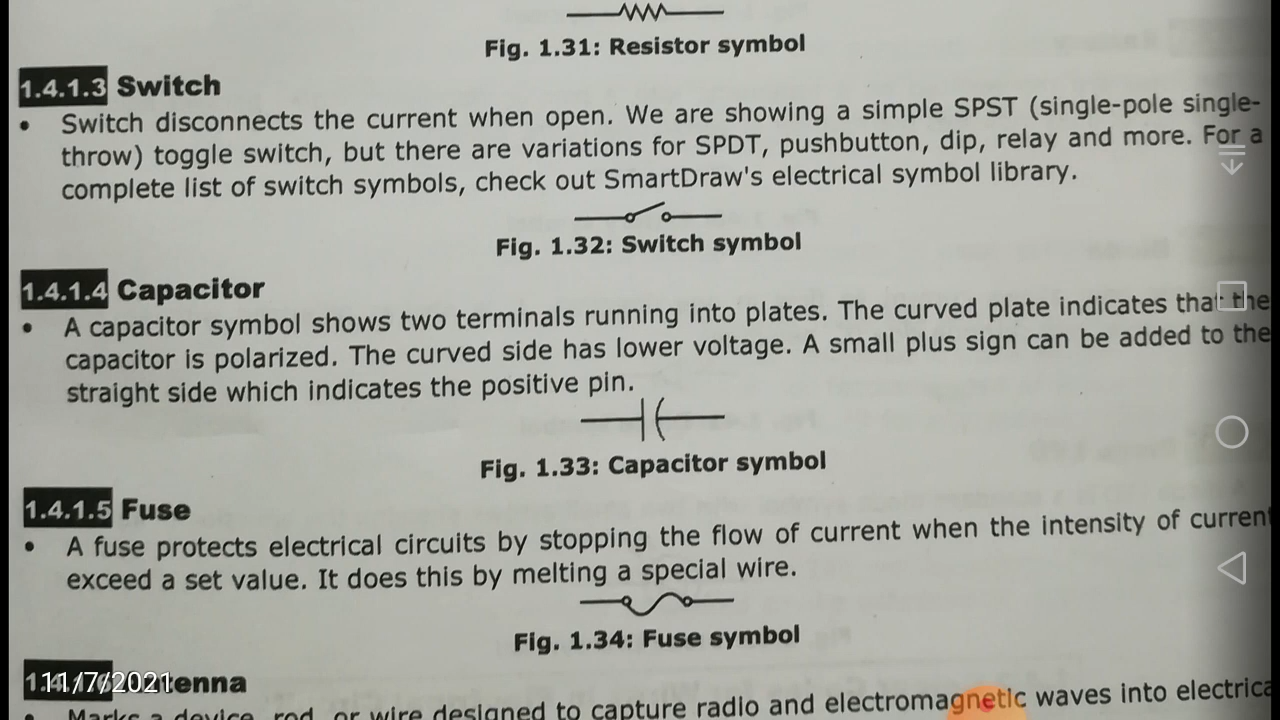 Fig. 1.31: Resistor symbol
1.4.1.3 Switch
• Switch disconnects the current when open. We are showing a simple SPST (single-pole single-
throw) toggle switch, but there are variations for SPDT, pushbutton, dip, relay and more. For a
complete list of switch symbols, check out SmartDraw's electrical symbol library.
Fig. 1.32: Switch symbol
1.4.1.4 Capacitor
• A capacitor symbol shows two terminals running into plates. The curved plate indicates that the
capacitor is polarized. The curved side has lower voltage. A small plus sign can be added to the
straight side which indicates the positive pin.
Fig. 1.33: Capacitor symbol
1.4.1.5 Fuse
• A fuse protects electrical circuits by stopping the flow of current when the intensity of current
exceed a set value. It does this by melting a special wire.
Fig. 1.34: Fuse symbol
11/7/2021 tenna
• Marks a device, rod, or wire designed to capture radio and electromagnetic waves into electrica